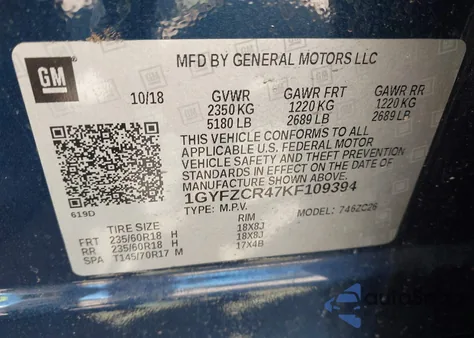 GM
MFD BY GENERAL MOTORS LLC
10/18 GVWR GAWR FRT GAWR RR
2350 KG 1220 KG 1220 KG
5180 LB 2689 LB 2689 LB
THIS VEHICLE CONFORMS TO ALL
APPLICABLE U.S. FEDERAL MOTOR
VEHICLE SAFETY AND THEFT PREVENTION
STANDARDS IN EFFECT ON THE DATE OF
MANUFACTURE SHOWN ABOVE.
1GYFZCR47KF109394
619D TYPE: M.P.V. MODEL: 746ZC26
TIRE SIZE RIM
FRT 235/60R18 H 18X8J
RR 235/60R18 H 18X8J
SPA T145/70R17 M 17X4B